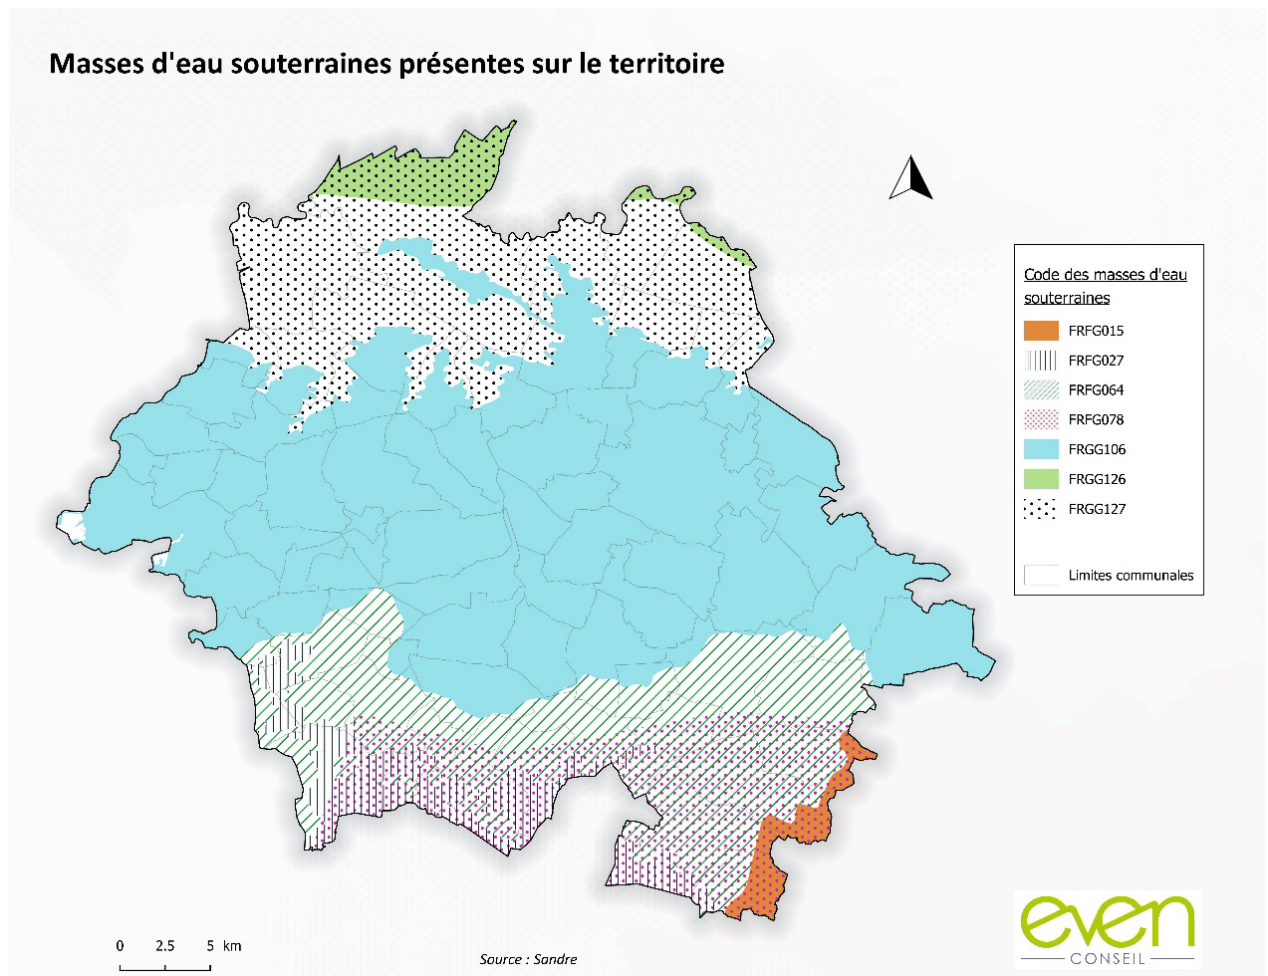 Masses d'eau souterraines présentes sur le territoire
Code des masses d'eau
souterraines
FRFG015
FRFG027
FRFG064
FRFG078
FRGG106
FRGG126
FRGG127
Limites communales
0 2.5 5 km
Source : Sandre
even
CONSEIL